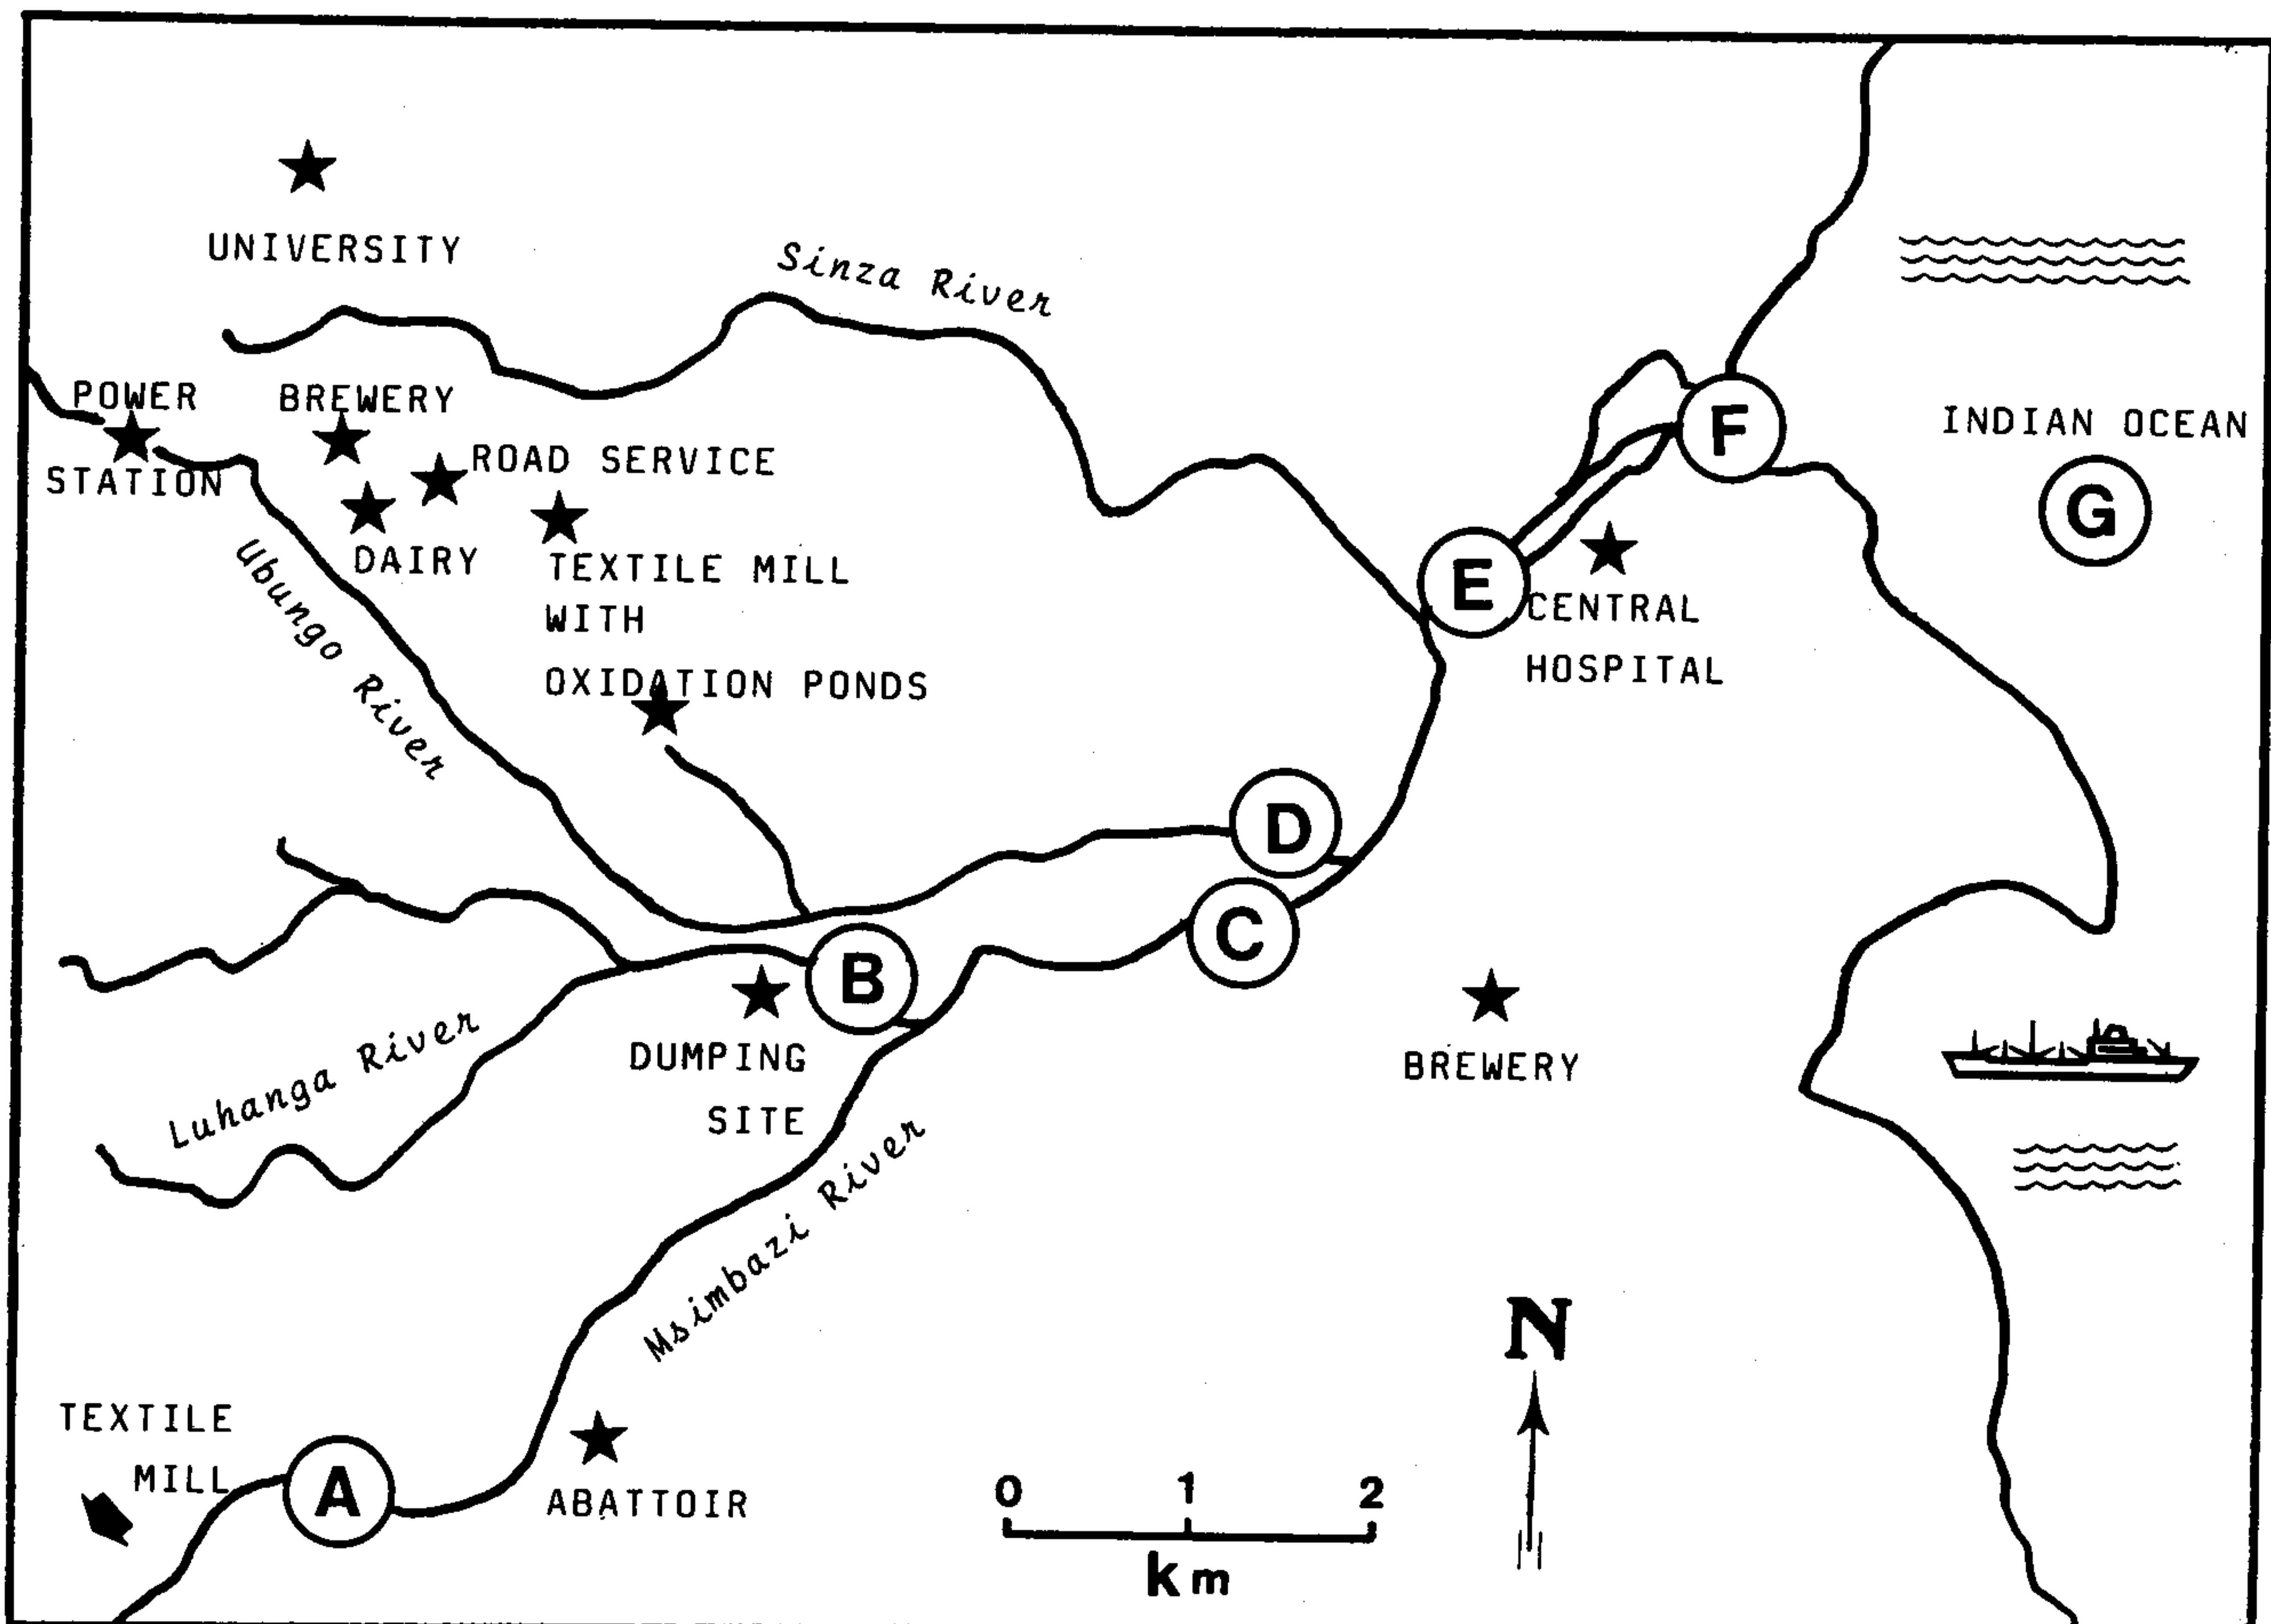 UNIVERSITY
Sinza River
POWER
STATION
BREWERY
ROAD SERVICE
DAIRY
TEXTILE MILL
WITH
OXIDATION PONDS
Ubungo River
F
INDIAN OCEAN
G
E
CENTRAL
HOSPITAL
D
C
B
DUMPING
SITE
Luhanga River
BREWERY
Msimbazi River
TEXTILE
MILL
A
ABATTOIR
N
0 1 2
km